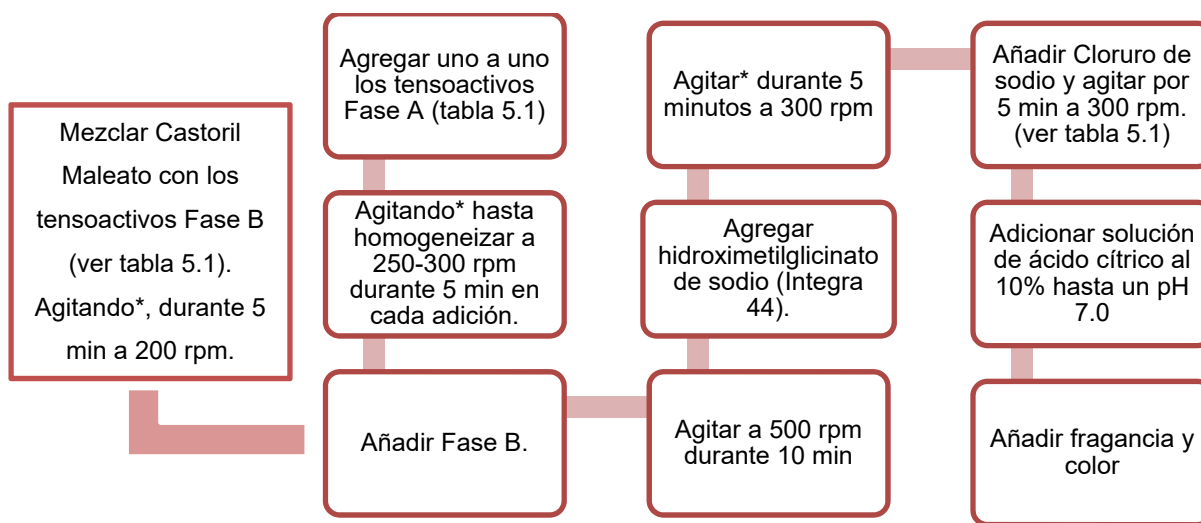 Mezclar Castoril
Maleato con los
tensoactivos Fase B
(ver tabla 5.1).
Agitando*, durante 5
min a 200 rpm.
Agregar uno a uno
los tensoactivos
Fase A (tabla 5.1)
Agitando* hasta
homogeneizar a
250-300 rpm
durante 5 min en
cada adición.
Añadir Fase B.
Agitar a 500 rpm
durante 10 min
Agregar
hidroximetilglicinato
de sodio (Integra
44).
Agitar* durante 5
minutos a 300 rpm
Añadir Cloruro de
sodio y agitar por
5 min a 300 rpm.
(ver tabla 5.1)
Adicionar solución
de ácido cítrico al
10% hasta un pH
7.0
Añadir fragancia y
color